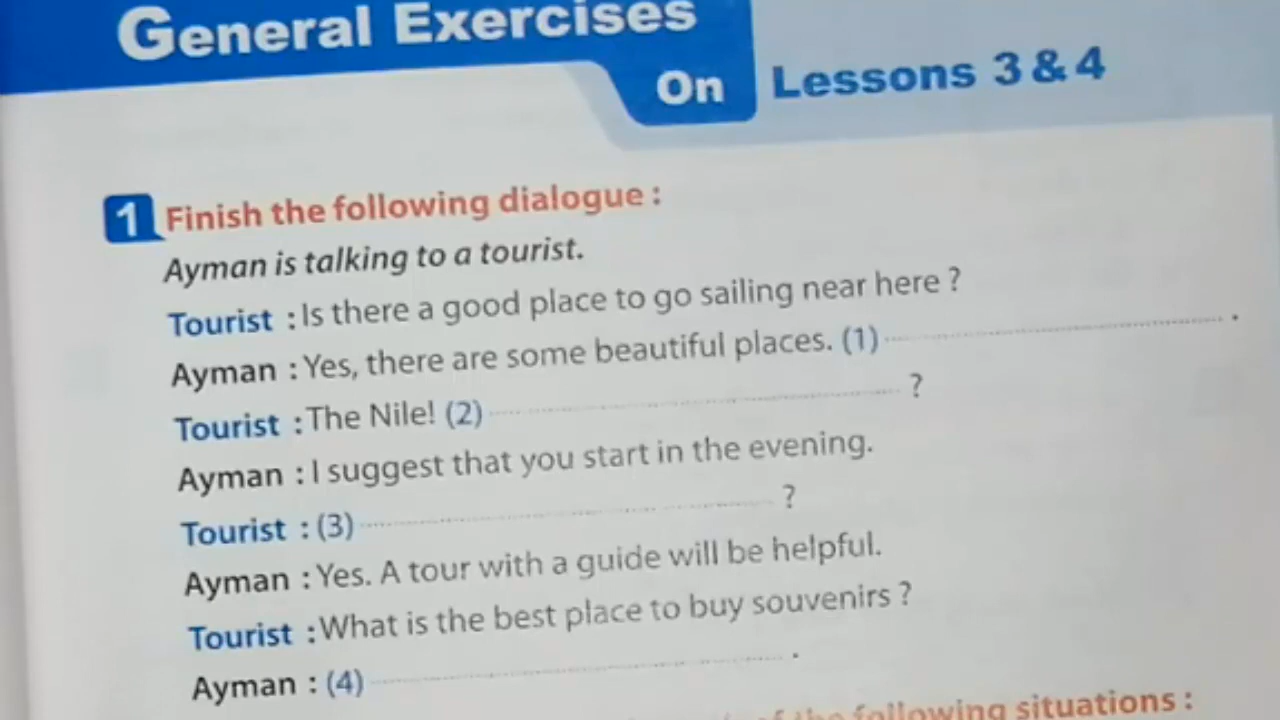 General Exercises
On Lessons 3 & 4
1 Finish the following dialogue :
Ayman is talking to a tourist.
Tourist : Is there a good place to go sailing near here ?
Ayman : Yes, there are some beautiful places. (1) .
Tourist : The Nile! (2) ?
Ayman : I suggest that you start in the evening.
Tourist : (3) ?
Ayman : Yes. A tour with a guide will be helpful.
Tourist : What is the best place to buy souvenirs ?
Ayman : (4) .
of the following situations :